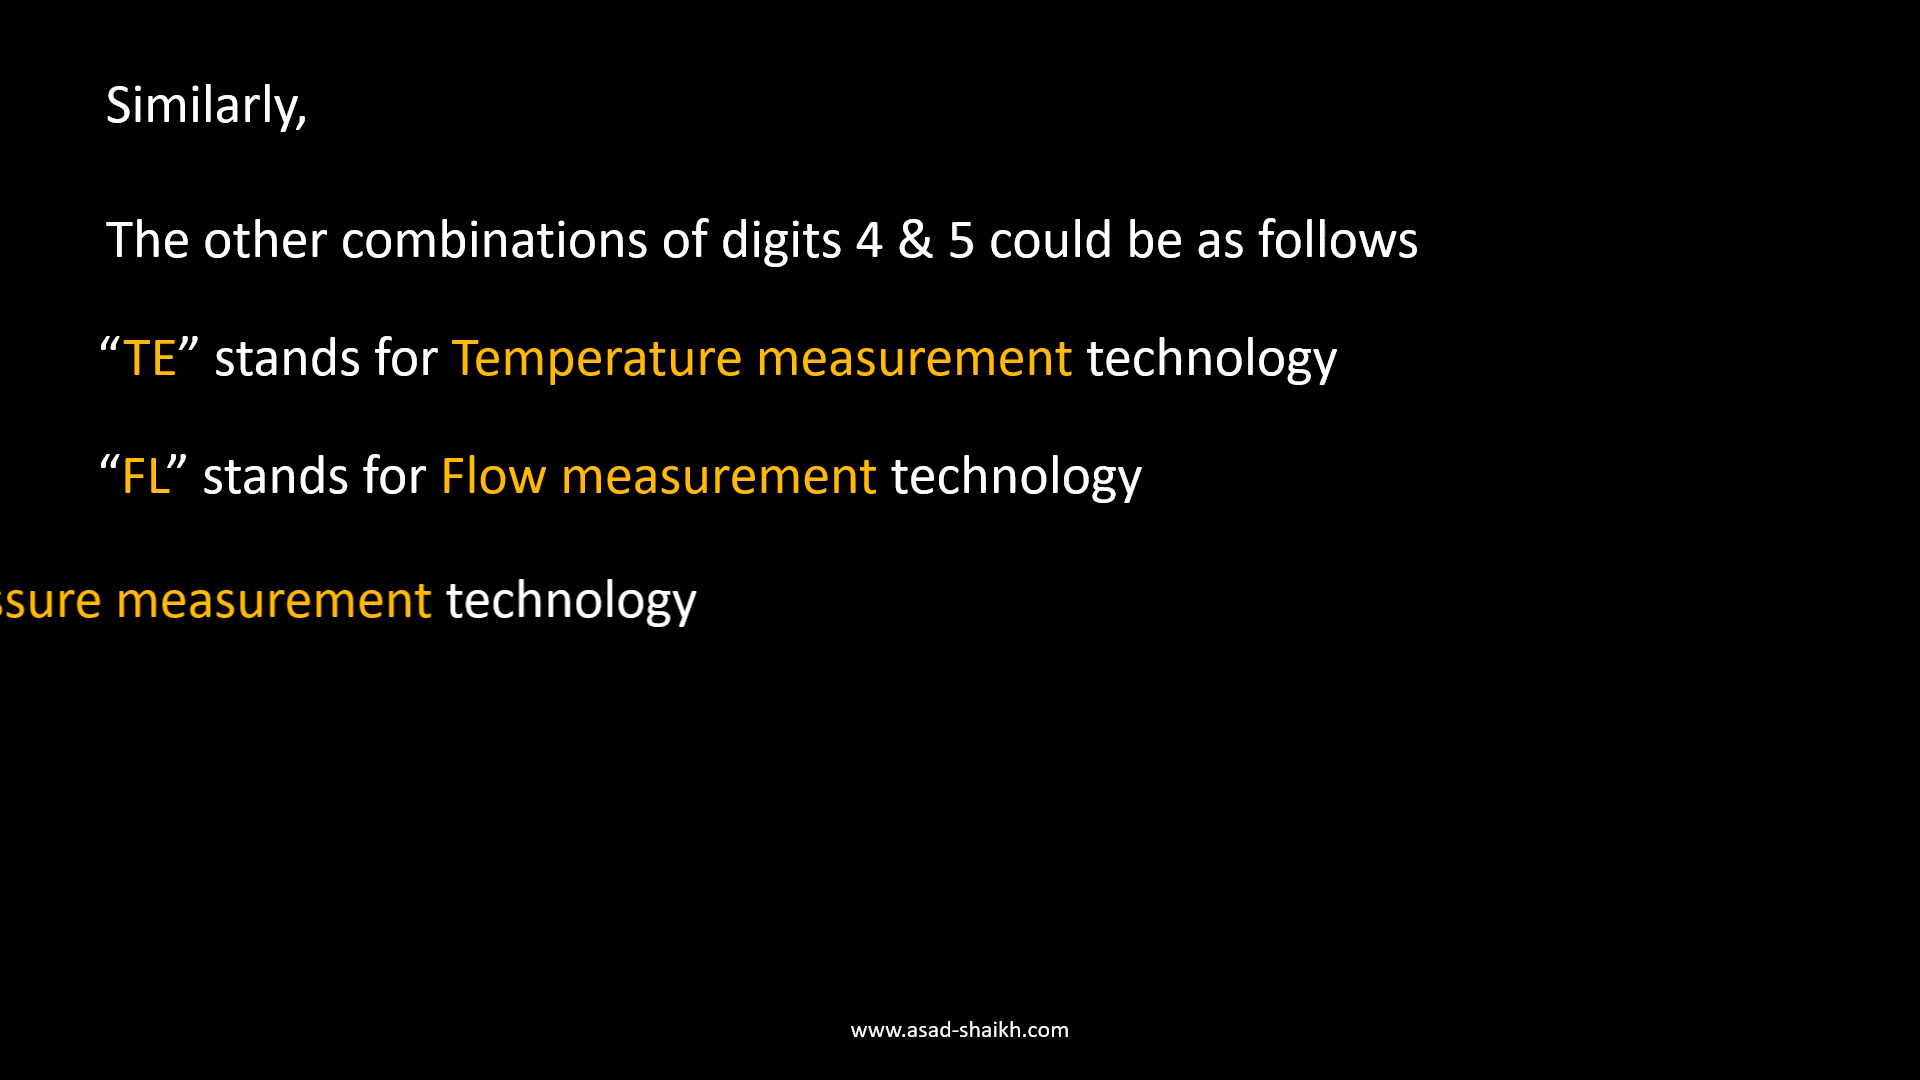 Similarly,
The other combinations of digits 4 & 5 could be as follows
“TE” stands for Temperature measurement technology
“FL” stands for Flow measurement technology
ssure measurement technology
www.asad-shaikh.com